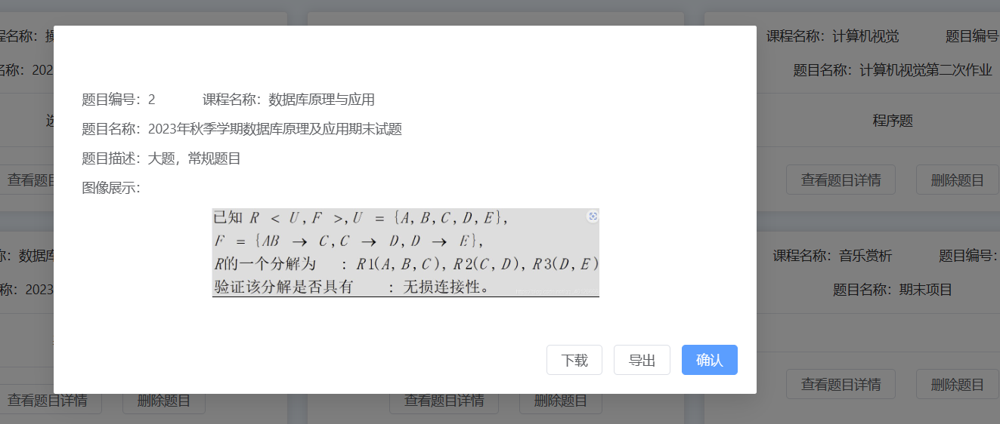 程名称：操
课程名称：计算机视觉 题目编号
名称：202
题目名称：计算机视觉第二次作业
题目编号：2 课程名称：数据库原理与应用
选
程序题
题目名称：2023年秋季学期数据库原理及应用期末试题
题目描述：大题，常规题目
查看题目
查看题目详情 删除题目
图像展示：
已知 R < U,F >,U = {A,B,C,D,E},
F = {AB → C,C → D,D → E},
称：数据库
课程名称：音乐赏析 题目编号：
R的一个分解为 ：R1(A,B,C),R2(C,D),R3(D,E)
验证该分解是否具有 ：无损连接性。
称：2023
题目名称：期末项目
下载 导出 确认
查看题目详情 删除题目
查看题目详情 删除题目 查看题目详情 删除题目